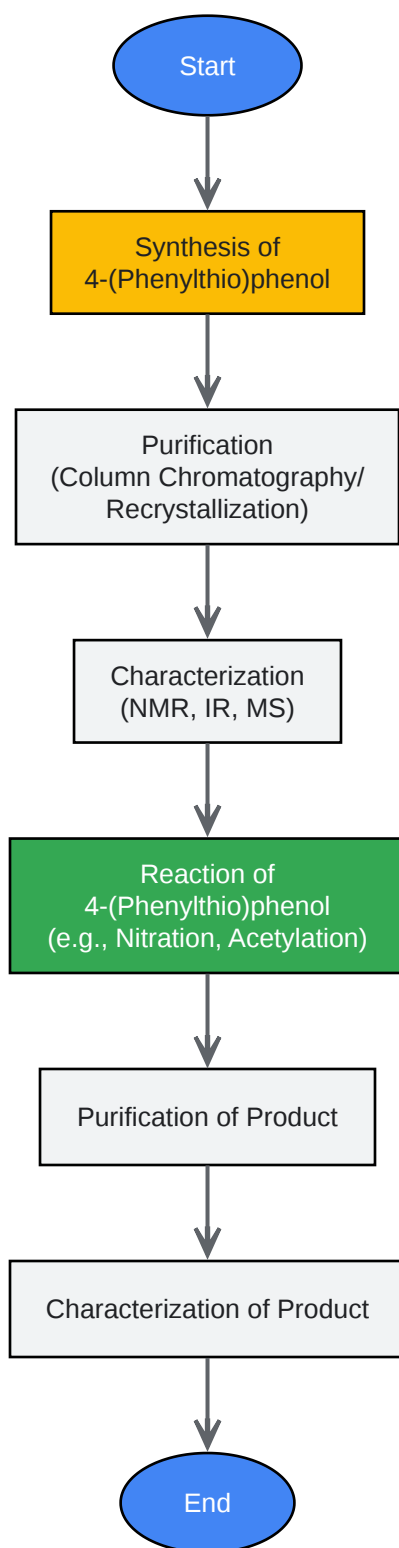 Start
Synthesis of
4-(Phenylthio)phenol
Purification
(Column Chromatography/
Recrystallization)
Characterization
(NMR, IR, MS)
Reaction of
4-(Phenylthio)phenol
(e.g., Nitration, Acetylation)
Purification of Product
Characterization of Product
End